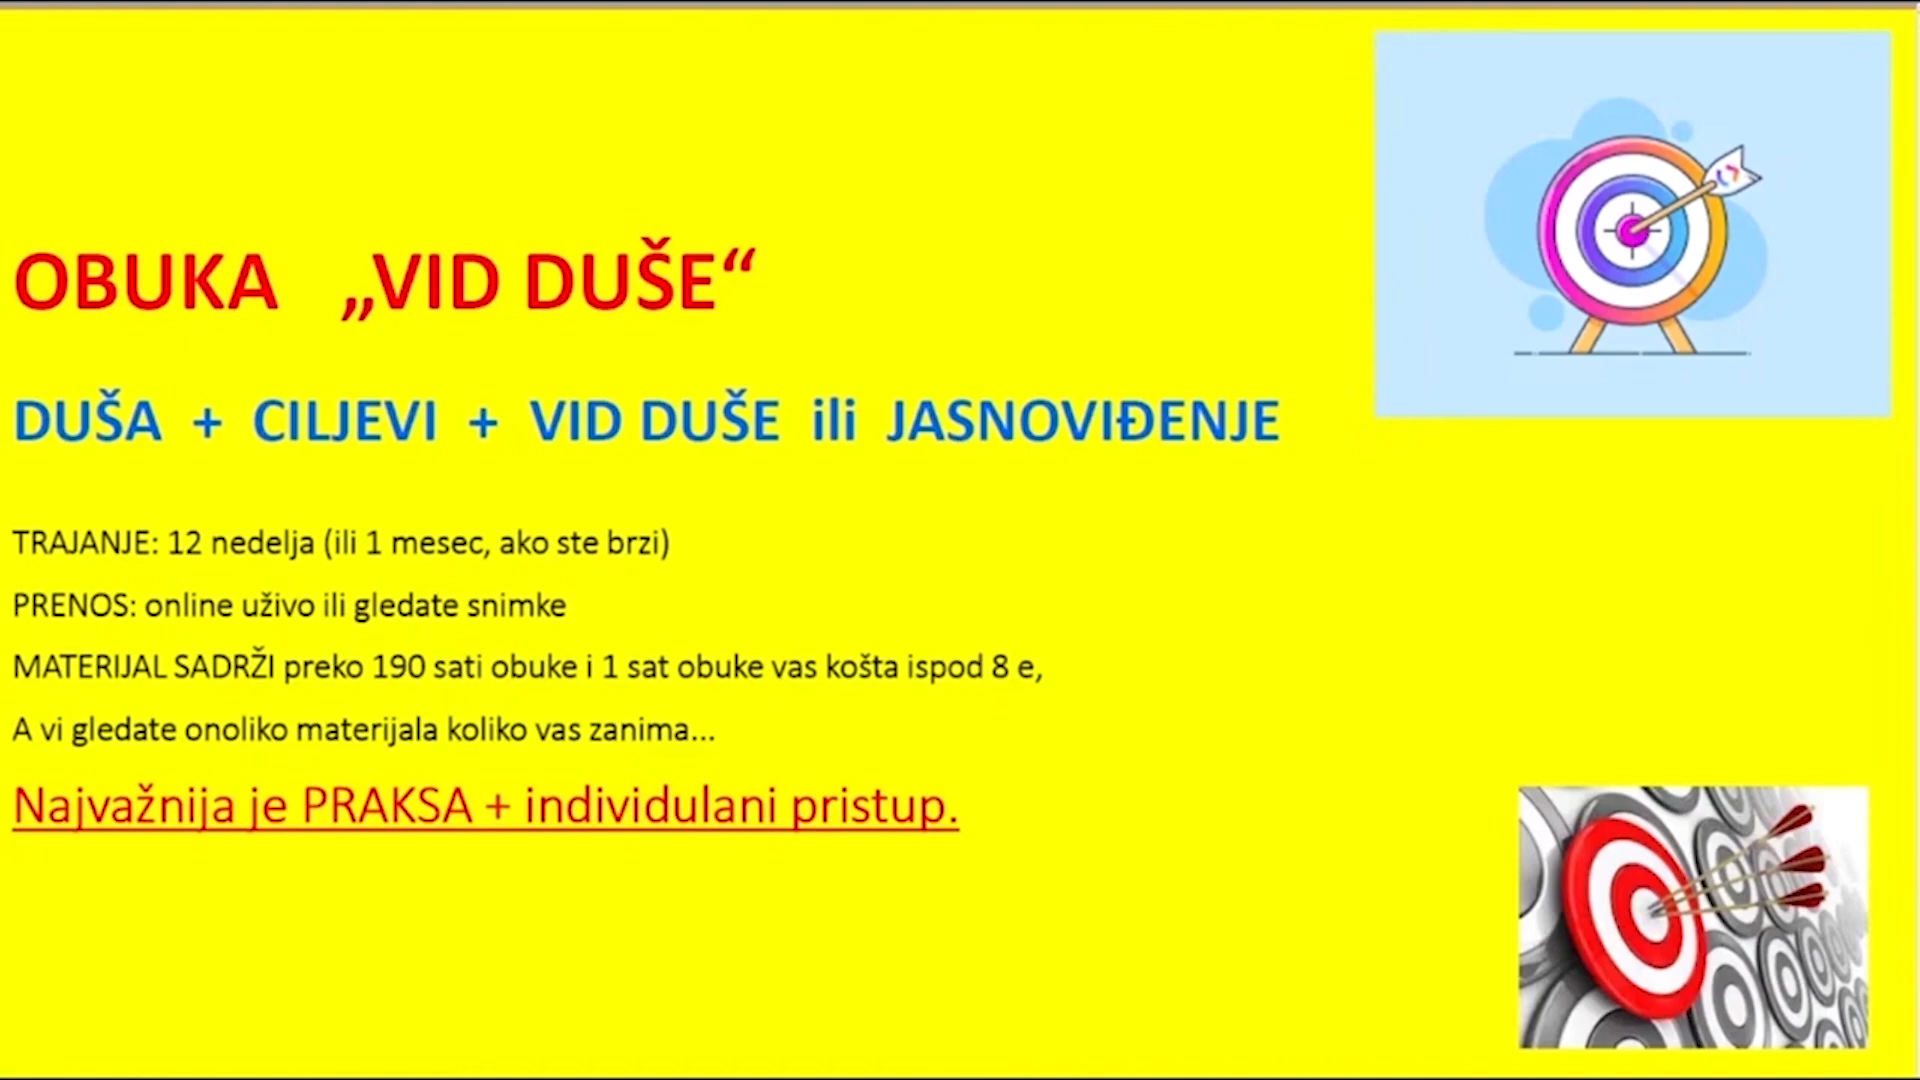 OBUKA „VID DUŠE“
DUŠA + CILJEVI + VID DUŠE ili JASNOVIĐENJE
TRAJANJE: 12 nedelja (ili 1 mesec, ako ste brzi)
PRENOS: online uživo ili gledate snimke
MATERIJAL SADRŽI preko 190 sati obuke i 1 sat obuke vas košta ispod 8 e,
A vi gledate onoliko materijala koliko vas zanima...
Najvažnija je PRAKSA + individulani pristup.